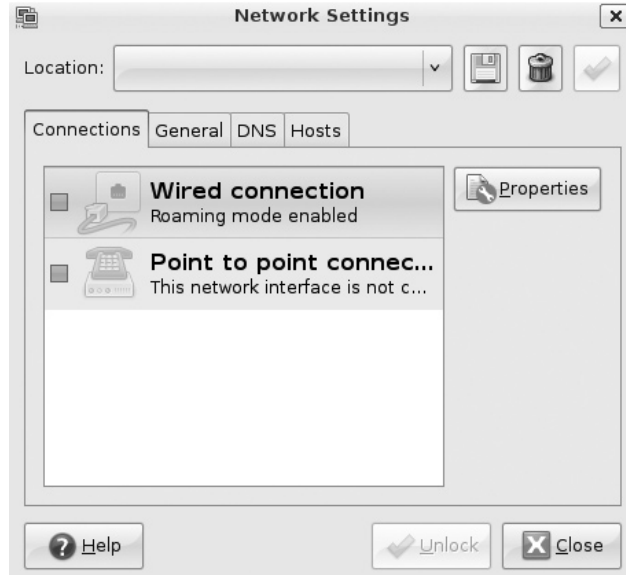 Network Settings
Location:
Connections General DNS Hosts
Wired connection
Roaming mode enabled
Properties
Point to point connec...
This network interface is not c...
Help Unlock Close